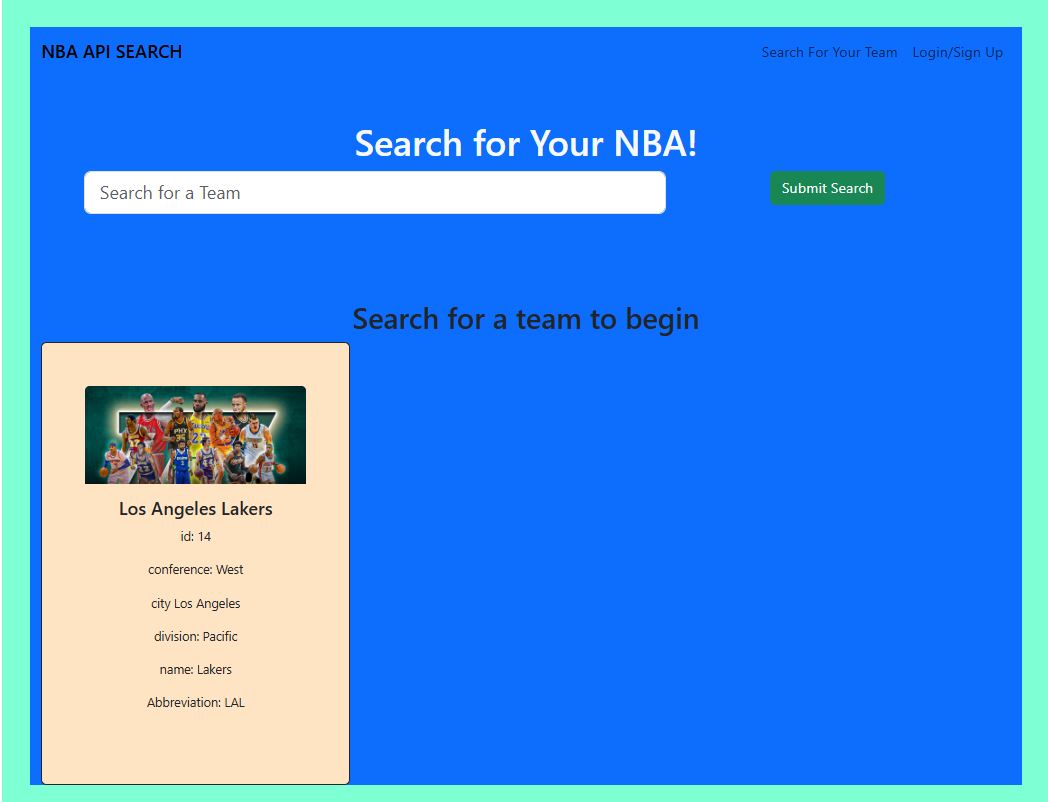 NBA API SEARCH
Search For Your Team
Login/Sign Up
Search for Your NBA!
Search for a Team
Submit Search
Search for a team to begin
Los Angeles Lakers
id: 14
conference: West
city Los Angeles
division: Pacific
name: Lakers
Abbreviation: LAL